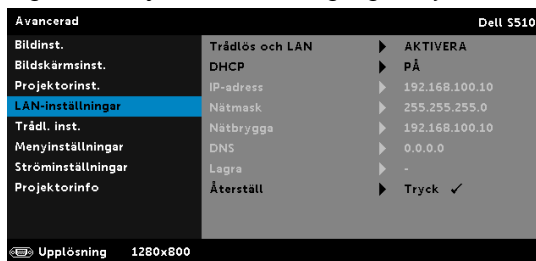 Avancerad Dell S510
Bildinst. Trådlös och LAN AKTIVERA
Bildskärmsinst. DHCP PÅ
Projektorinst. IP-adress 192.168.100.10
LAN-inställningar Nätmask 255.255.255.0
Trådl. inst. Nätbrygga 192.168.100.10
Menyinställningar DNS 0.0.0.0
Ströminställningar Lagra -
Projektorinfo Återställ Tryck ✓
Upplösning 1280x800